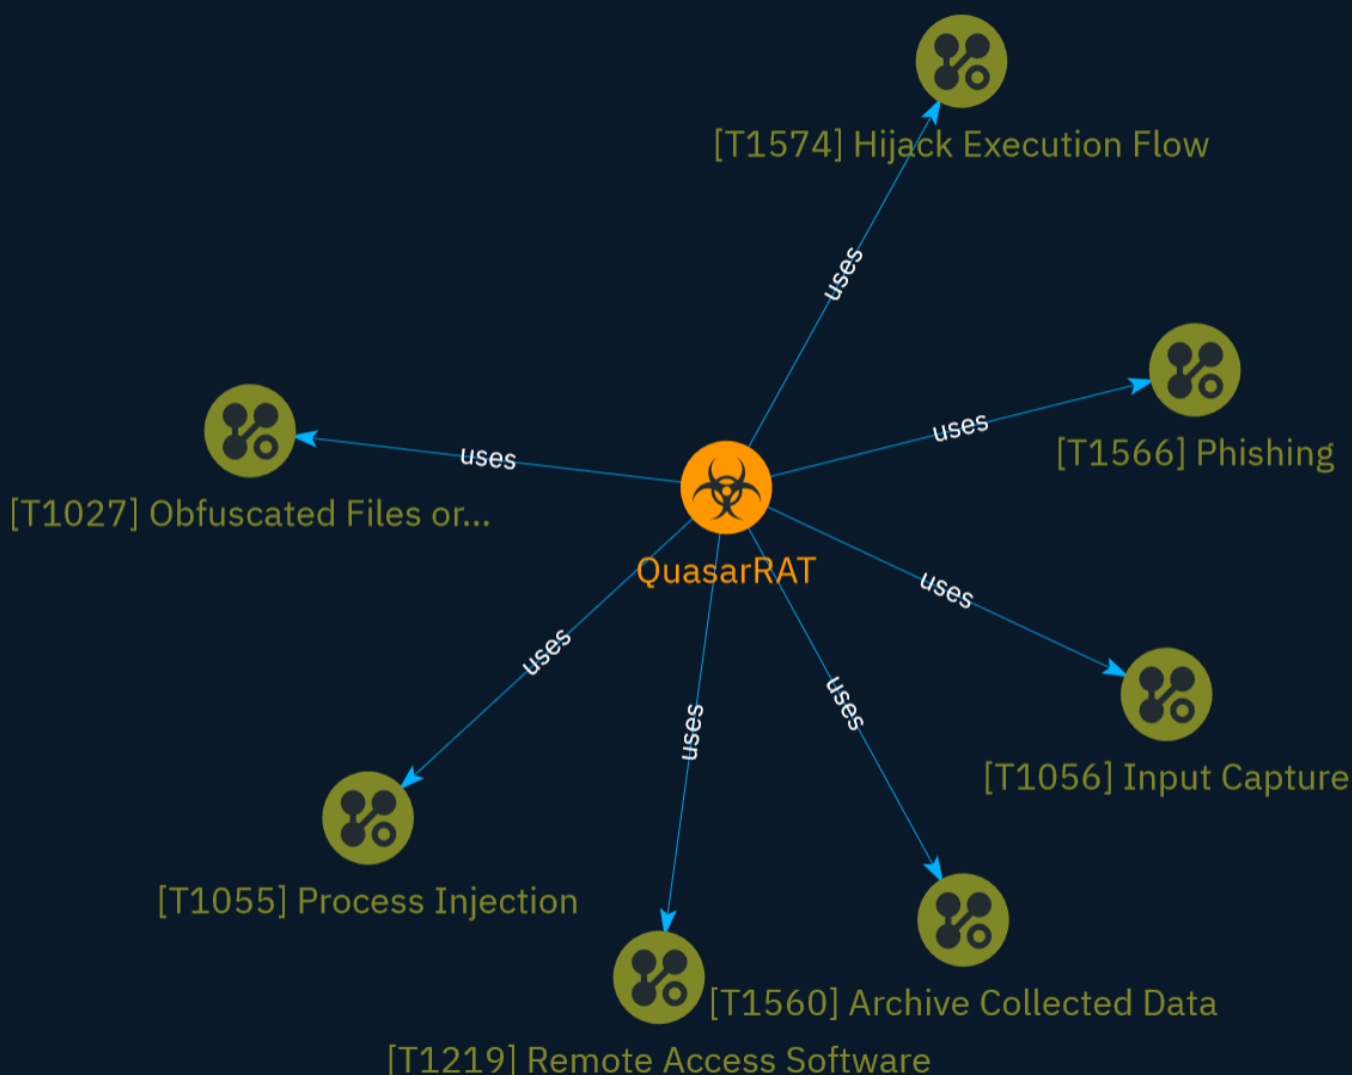 [T1574] Hijack Execution Flow
uses
[T1566] Phishing
uses
uses
[T1027] Obfuscated Files or...
QuasarRAT
uses
uses
uses
uses
[T1056] Input Capture
[T1055] Process Injection
[T1560] Archive Collected Data
[T1219] Remote Access Software